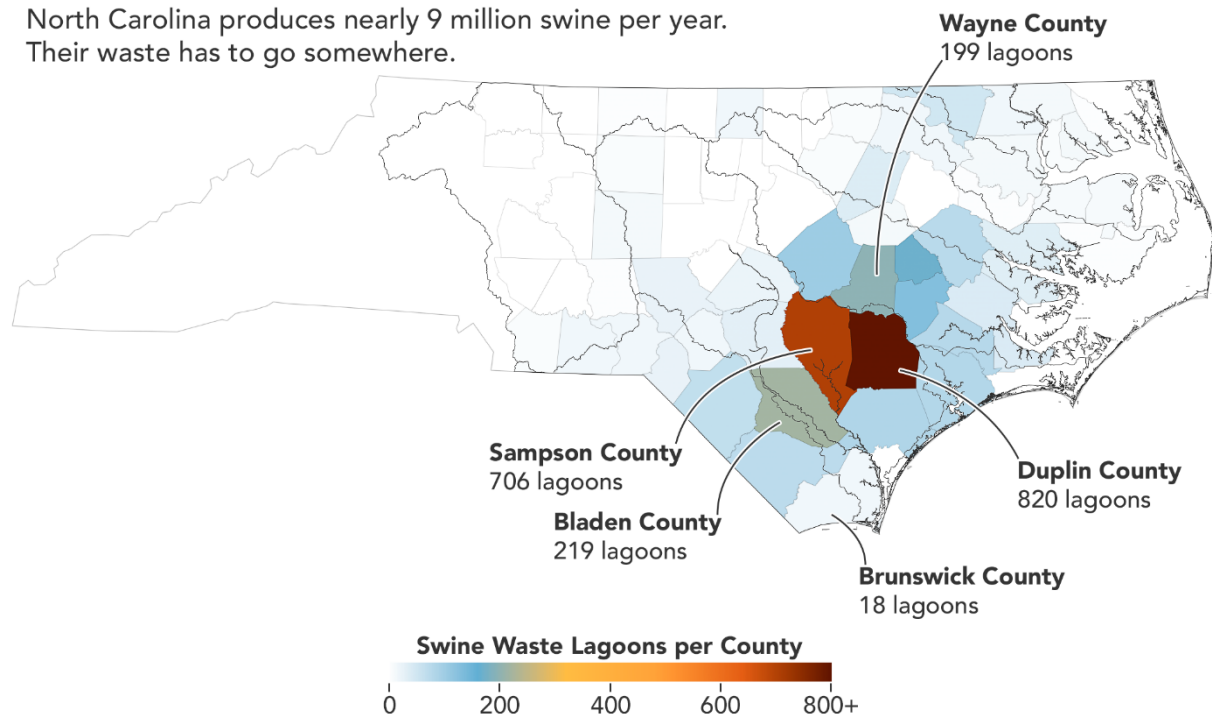 North Carolina produces nearly 9 million swine per year.
Their waste has to go somewhere.
Wayne County
199 lagoons
Sampson County
706 lagoons
Duplin County
820 lagoons
Bladen County
219 lagoons
Brunswick County
18 lagoons
Swine Waste Lagoons per County
0 200 400 600 800+